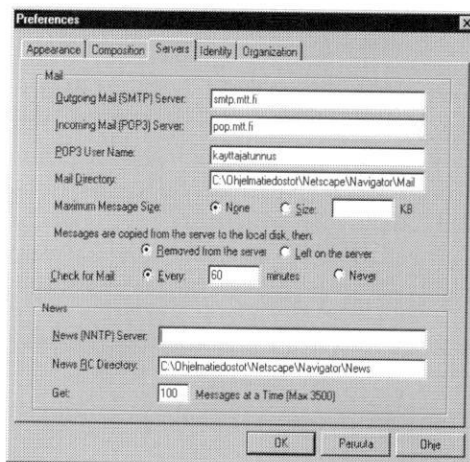 Preferences
Appearance Composition Servers Identity Organization
Mail
Outgoing Mail (SMTP) Server: smtp.mtt.fi
Incoming Mail (POP3) Server: pop.mtt.fi
POP3 User Name: kayttajatunnus
Mail Directory: C:\Ohjelmatiedostot\Netscape\Navigator\Mail
Maximum Message Size: None Size: KB
Messages are copied from the server to the local disk, then:
Removed from the server Left on the server
Check for Mail: Every: 60 minutes Never
News
News (NNTP) Server:
News RC Directory: C:\Ohjelmatiedostot\Netscape\Navigator\News
Get: 100 Messages at a Time (Max 3500)
OK Peruuta Ohje